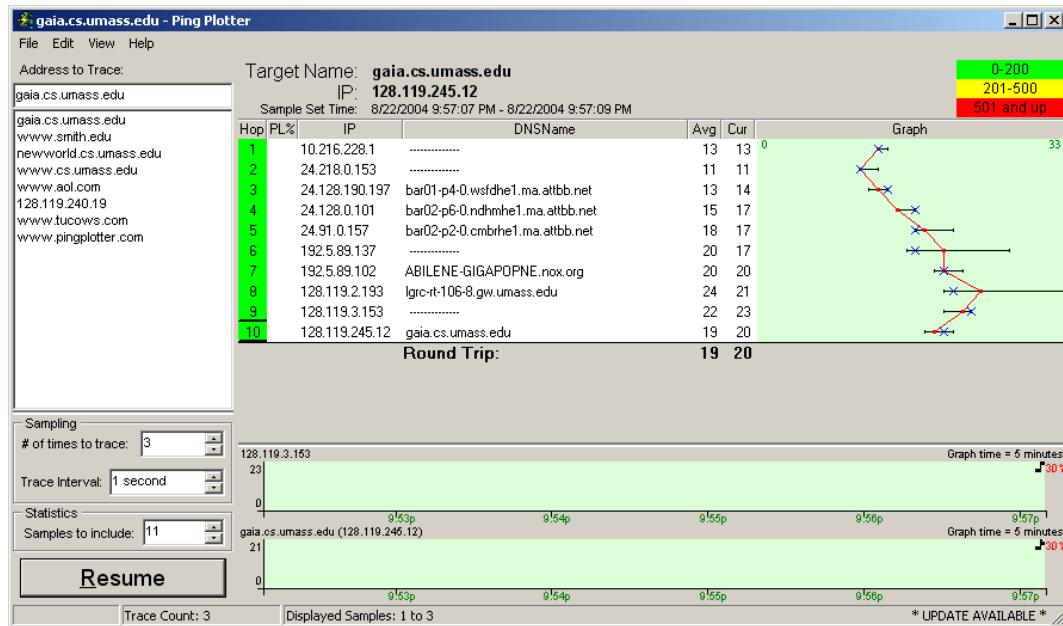 gaia.cs.umass.edu - Ping Plotter
File Edit View Help
Address to Trace:
gaia.cs.umass.edu
gaia.cs.umass.edu
www.smith.edu
newworld.cs.umass.edu
www.cs.umass.edu
www.aol.com
128.119.240.19
www.tucows.com
www.pingplotter.com
Sampling
# of times to trace: 3
Trace Interval: 1 second
Statistics
Samples to include: 11
Resume
Target Name: gaia.cs.umass.edu
IP: 128.119.245.12
Sample Set Time: 8/22/2004 9:57:07 PM - 8/22/2004 9:57:09 PM
0-200
201-500
501 and up
Hop PL% IP DNSName Avg Cur Graph
0 33
1 10.216.228.1 ------------- 13 13
2 24.218.0.153 ------------- 11 11
3 24.128.190.197 bar01-p4-0.wsfdhe1.ma.attbb.net 13 14
4 24.128.0.101 bar02-p6-0.ndhmhe1.ma.attbb.net 15 17
5 24.91.0.157 bar02-p2-0.cmbrhe1.ma.attbb.net 18 17
6 192.5.89.137 ------------- 20 17
7 192.5.89.102 ABILENE-GIGAPOPNE.nox.org 20 20
8 128.119.2.193 lgrc-rt-106-8.gw.umass.edu 24 21
9 128.119.3.153 ------------- 22 23
10 128.119.245.12 gaia.cs.umass.edu 19 20
Round Trip: 19 20
128.119.3.153 Graph time = 5 minutes
23 30%
0
9:53p 9:54p 9:55p 9:56p 9:57p
gaia.cs.umass.edu (128.119.245.12) Graph time = 5 minutes
21 30%
0
9:53p 9:54p 9:55p 9:56p 9:57p
Trace Count: 3 Displayed Samples: 1 to 3 * UPDATE AVAILABLE *